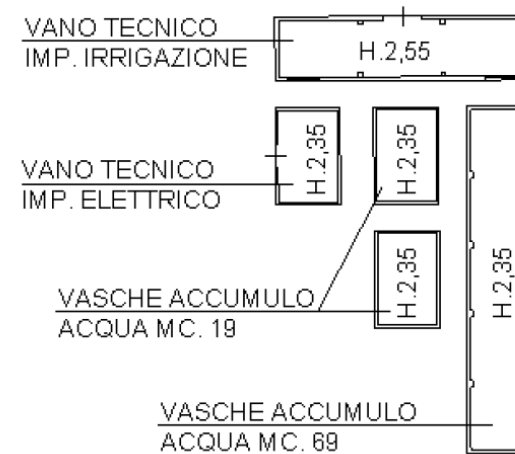 VANO TECNICO
IMP. IRRIGAZIONE
H.2,55
VANO TECNICO
IMP. ELETTRICO
H.2,35
H.2,35
H.2,35
H.2,35
VASCHE ACCUMULO
ACQUA MC. 19
VASCHE ACCUMULO
ACQUA MC. 69